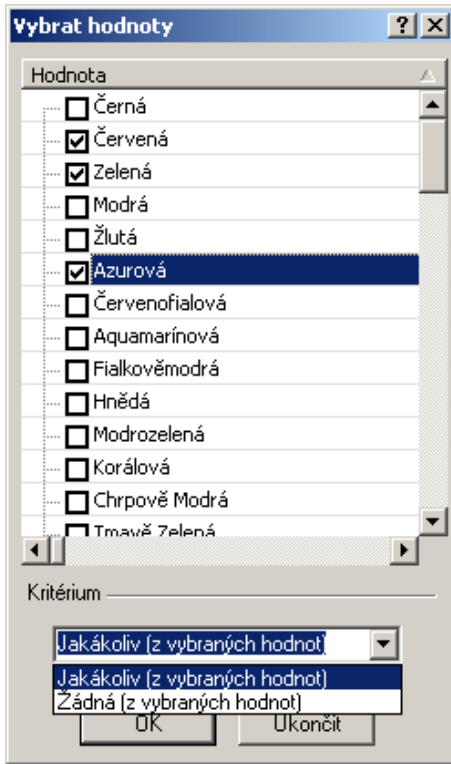 Vybrat hodnoty
Hodnota
Černá
Červená
Zelená
Modrá
Žlutá
Azurová
Červenofialová
Aquamarínová
Fialkověmodrá
Hnědá
Modrozelená
Korálová
Chrpově Modrá
Tmavě Zelená
Kritérium
Jakákoliv (z vybraných hodnot)
Jakákoliv (z vybraných hodnot)
Žádná (z vybraných hodnot)
OK Ukončit